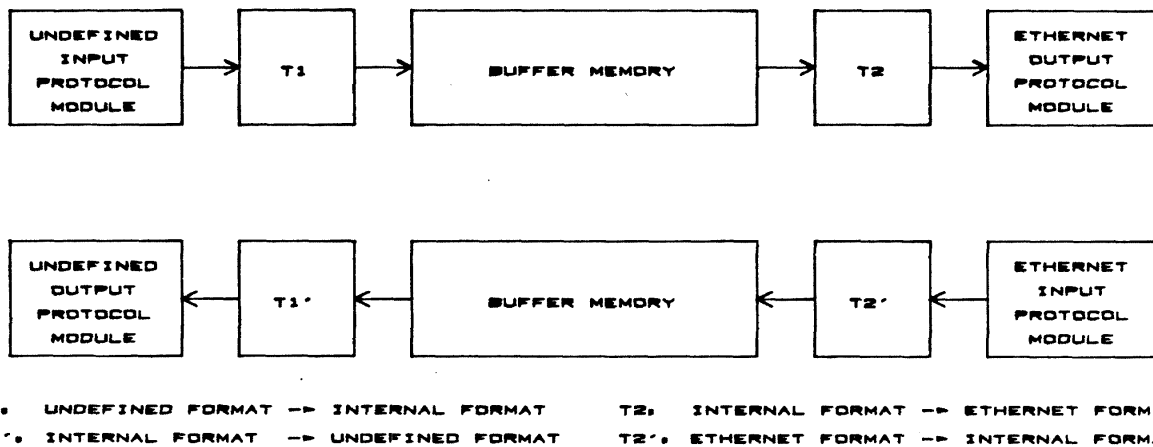 UNDEFINED
INPUT
PROTOCOL
MODULE
T1
BUFFER MEMORY
T2
ETHERNET
OUTPUT
PROTOCOL
MODULE
UNDEFINED
OUTPUT
PROTOCOL
MODULE
T1'
BUFFER MEMORY
T2'
ETHERNET
INPUT
PROTOCOL
MODULE
: UNDEFINED FORMAT -> INTERNAL FORMAT T2: INTERNAL FORMAT -> ETHERNET FORM
': INTERNAL FORMAT -> UNDEFINED FORMAT T2': ETHERNET FORMAT -> INTERNAL FORM